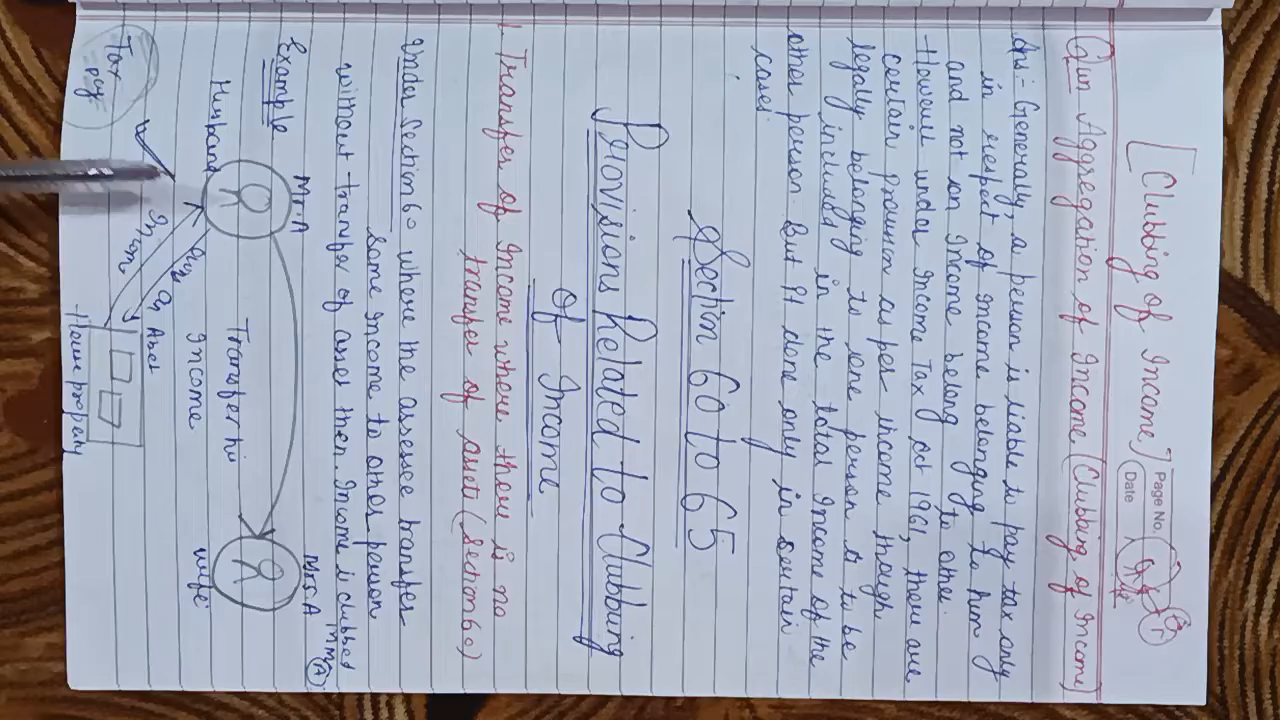 [Clubbing of Income]
Page No.
Date
Qun Aggregation of Income (Clubing of Income)
Ans:- Generally, a person is liable to pay tax only
in respect of income belonging to him
and not on Income belong to other.
However under Income Tax act 1961, there are
certain provision as per income though
legally belonging to one person is to be
legally included in the total Income of the
other person. But It done only in certain
cases.
Section 60 to 65
Provisions Related to Clubbing
Of Income
1. Transfer of Income where there is no
transfer of asset (Section 60)
Under Section 60 where the assessee transfer
some Income to other person
without transfer of asset then. Income is clubbed
Example
Mr. A
Mrs. A
Mr (A)
Husband
Transfer his
Income
wife
Income
Asset
Tax
pay
House property